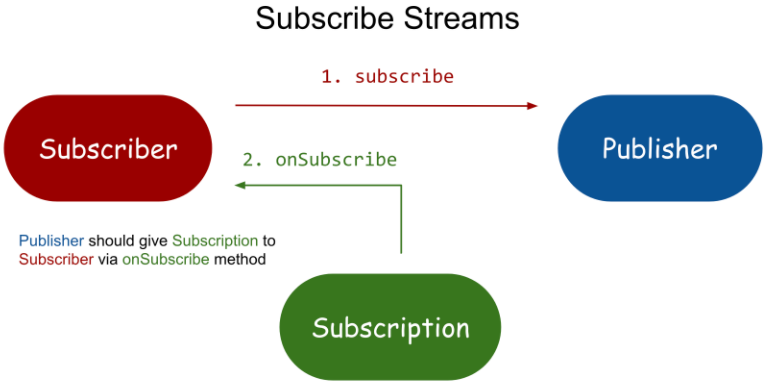 Subscribe Streams
1. subscribe
Subscriber
Publisher
2. onSubscribe
Publisher should give Subscription to
Subscriber via onSubscribe method
Subscription